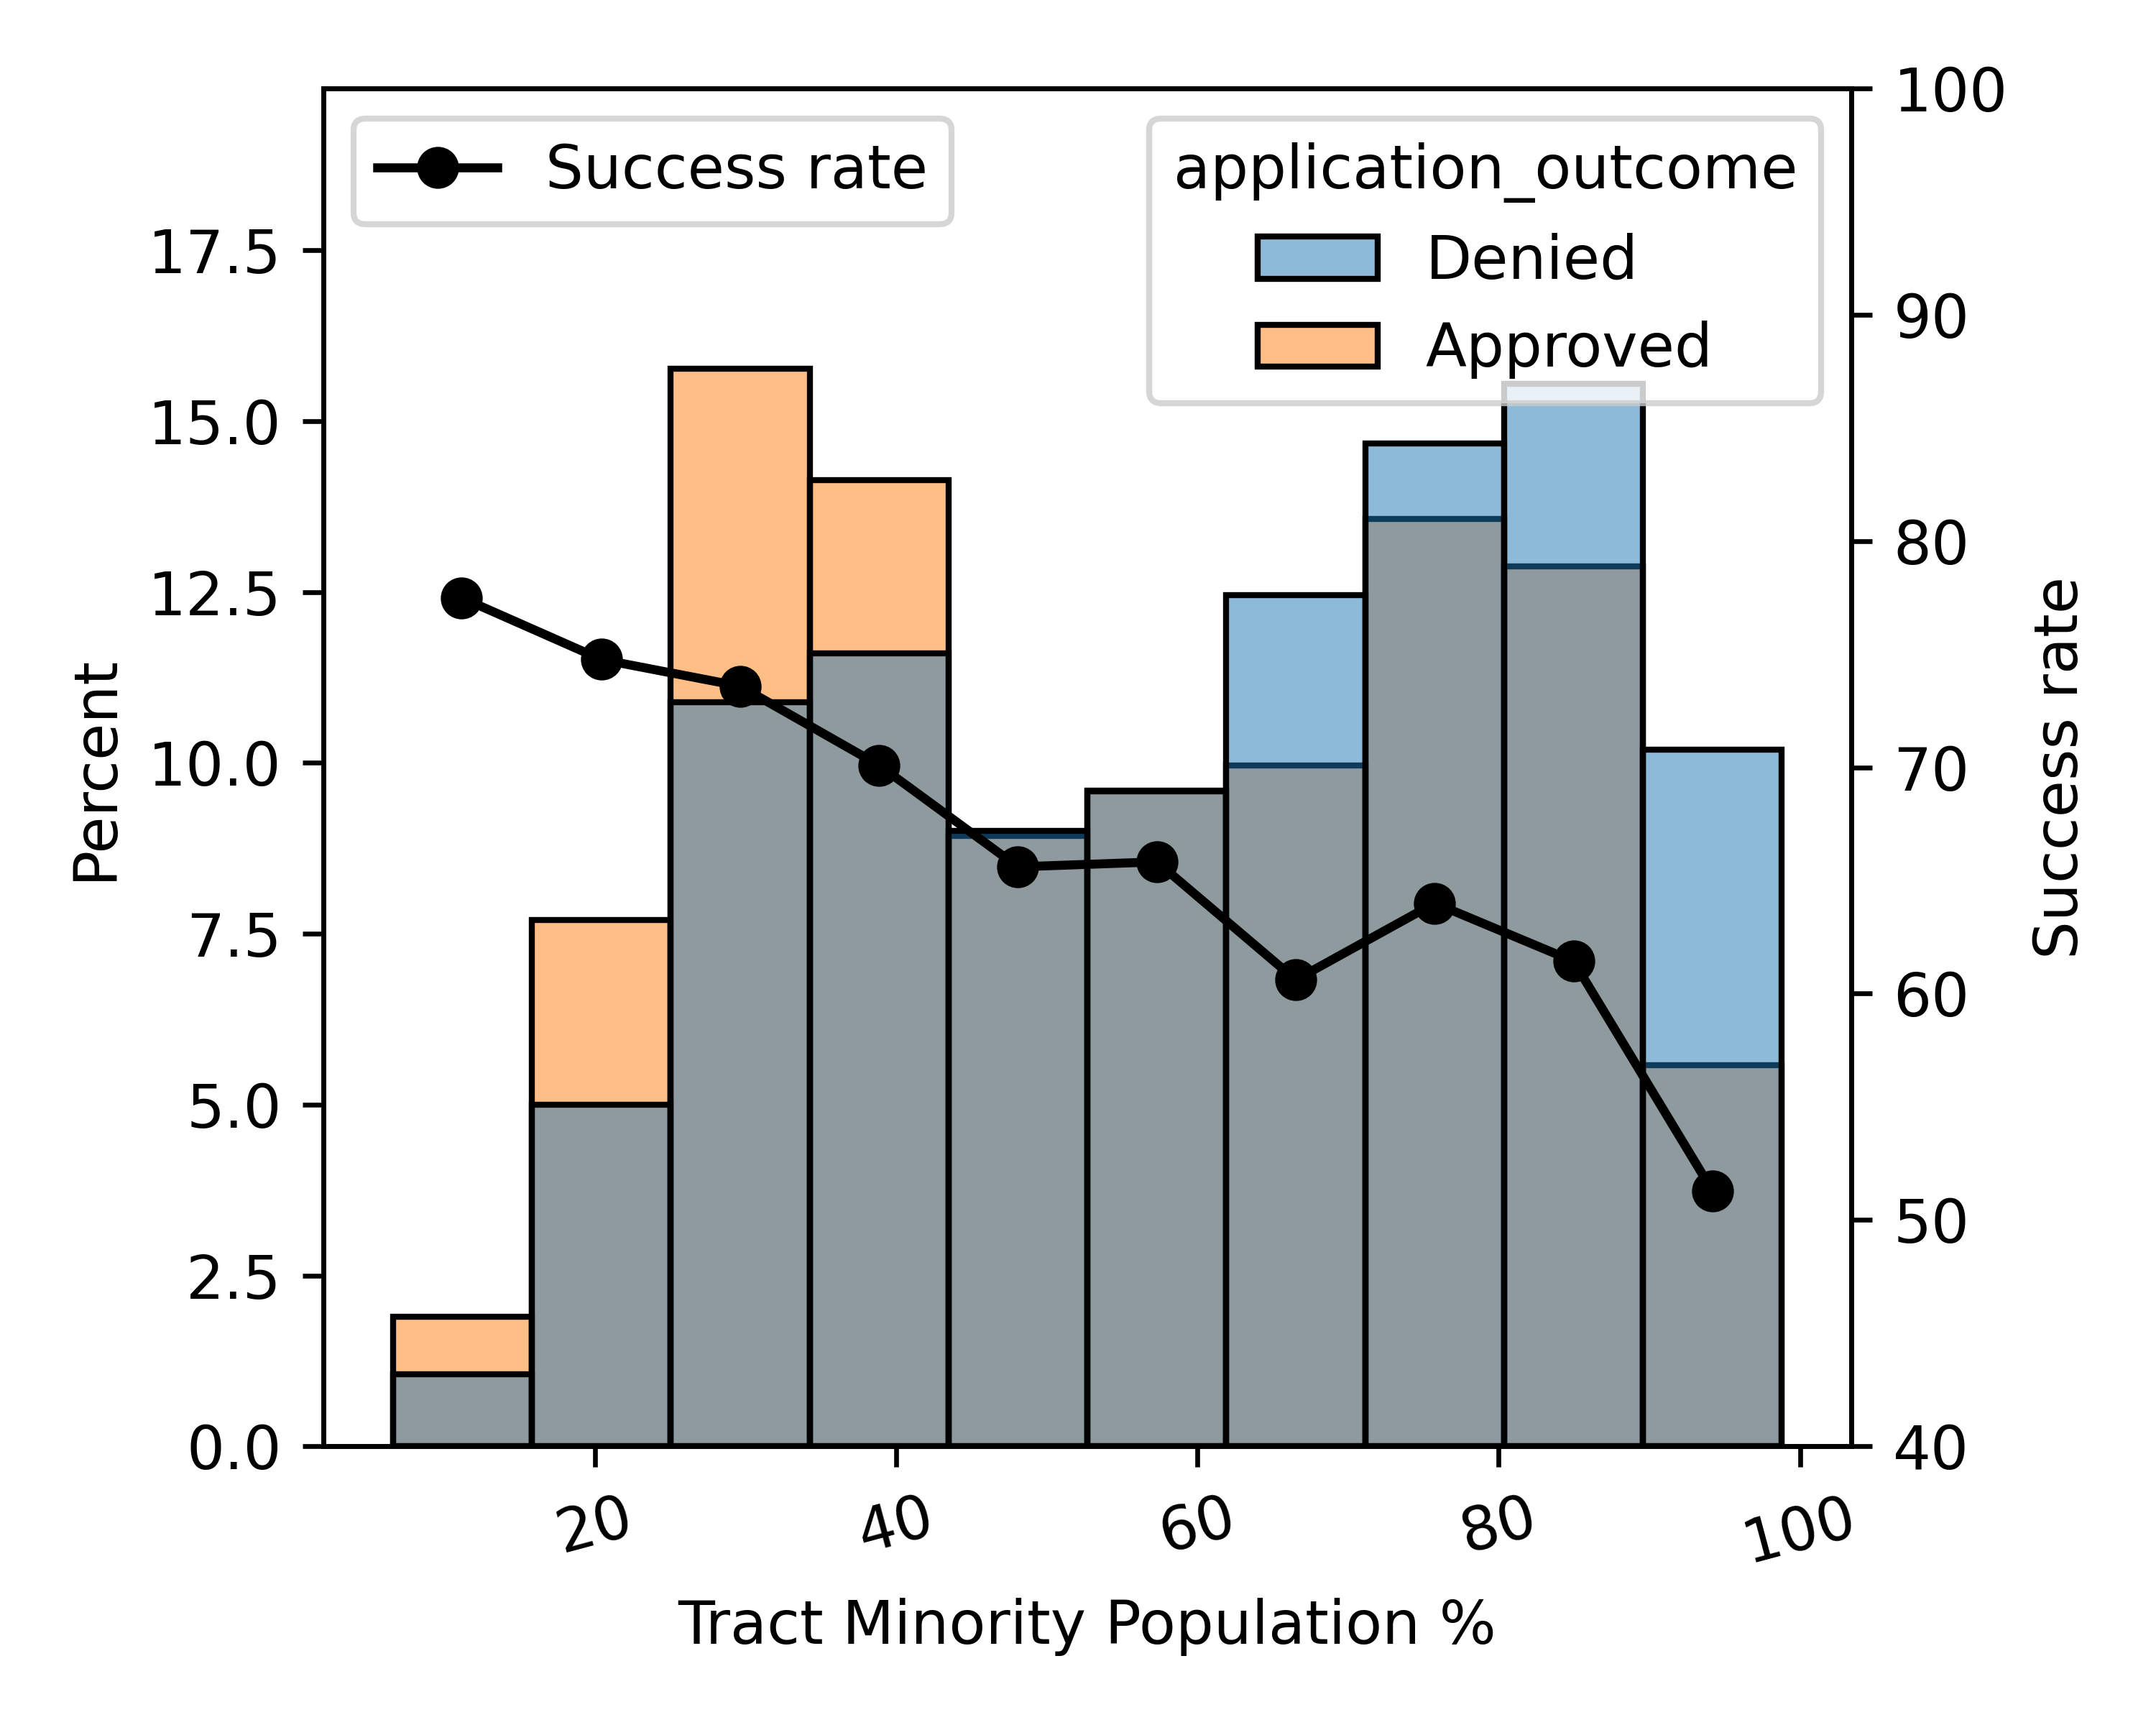 Success rate
application_outcome
Denied
Approved
Percent
17.5
15.0
12.5
10.0
7.5
5.0
2.5
0.0
100
90
80
70
60
50
40
Success rate
20 40 60 80 100
Tract Minority Population %